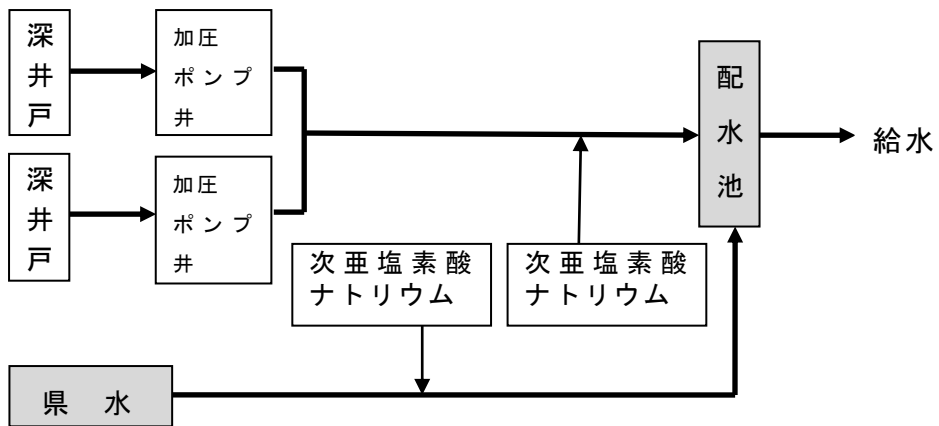 深井戸
加圧
ポンプ
井
深井戸
加圧
ポンプ
井
配水池
給水
次亜塩素酸
ナトリウム
次亜塩素酸
ナトリウム
県 水